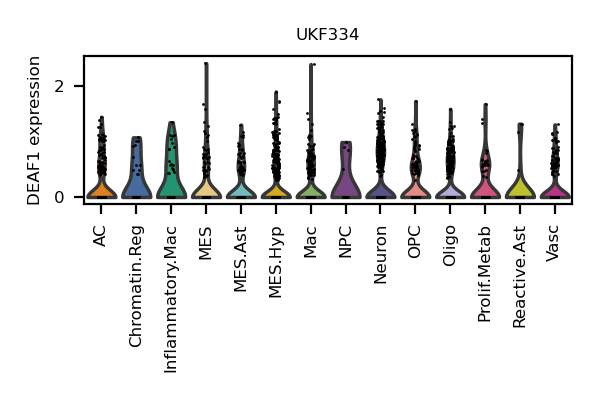 UKF334
DEAF1 expression
2
0
AC
Chromatin.Reg
Inflammatory.Mac
MES
MES.Ast
MES.Hyp
Mac
NPC
Neuron
OPC
Oligo
Prolif.Metab
Reactive.Ast
Vasc